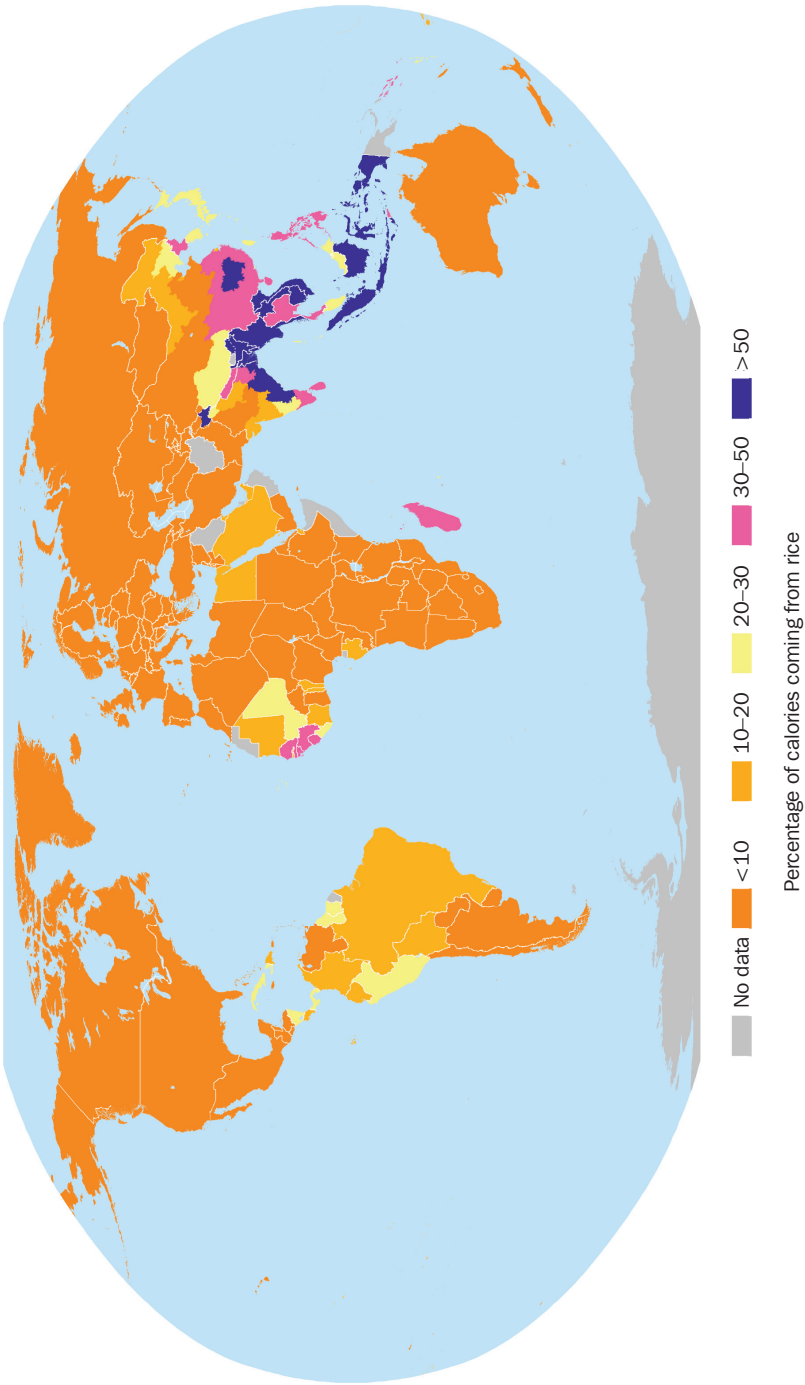 No data <10 10–20 20–30 30–50 >50
Percentage of calories coming from rice